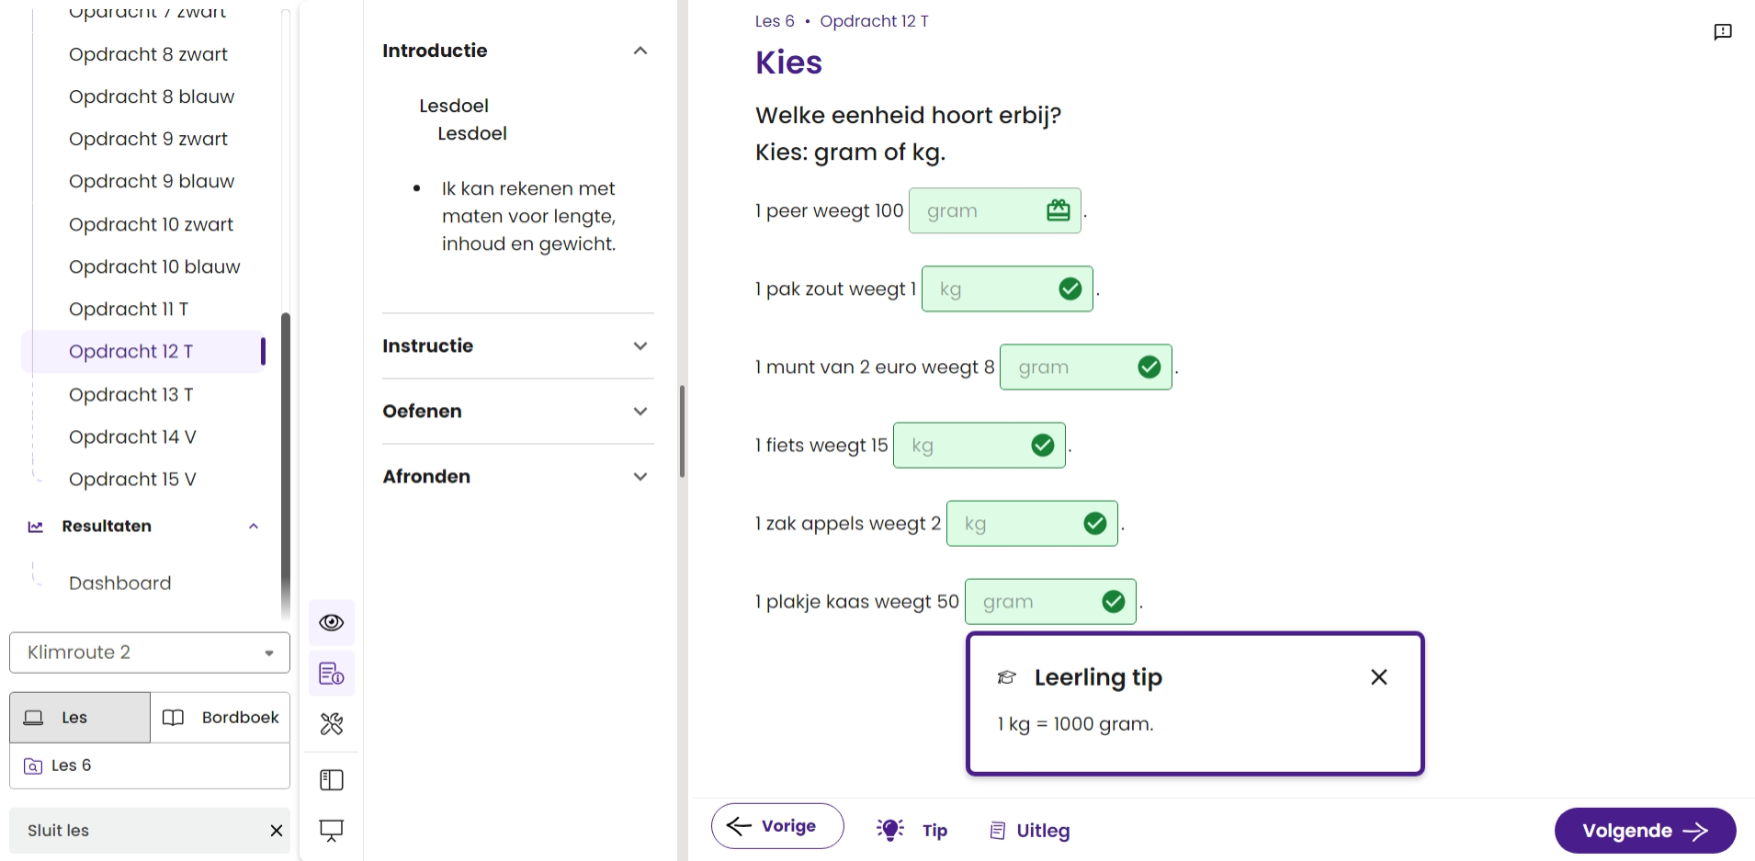 Opdracht 7 zwart
Opdracht 8 zwart
Opdracht 8 blauw
Opdracht 9 zwart
Opdracht 9 blauw
Opdracht 10 zwart
Opdracht 10 blauw
Opdracht 11 T
Opdracht 12 T
Opdracht 13 T
Opdracht 14 V
Opdracht 15 V
Resultaten
Dashboard
Klimroute 2
Les
Bordboek
Les 6
Sluit les
Introductie
Lesdoel
Lesdoel
• Ik kan rekenen met
maten voor lengte,
inhoud en gewicht.
Instructie
Oefenen
Afronden
Les 6 • Opdracht 12 T
Kies
Welke eenheid hoort erbij?
Kies: gram of kg.
1 peer weegt 100 gram .
1 pak zout weegt 1 kg .
1 munt van 2 euro weegt 8 gram .
1 fiets weegt 15 kg .
1 zak appels weegt 2 kg .
1 plakje kaas weegt 50 gram .
Leerling tip
1 kg = 1000 gram.
Vorige
Tip
Uitleg
Volgende